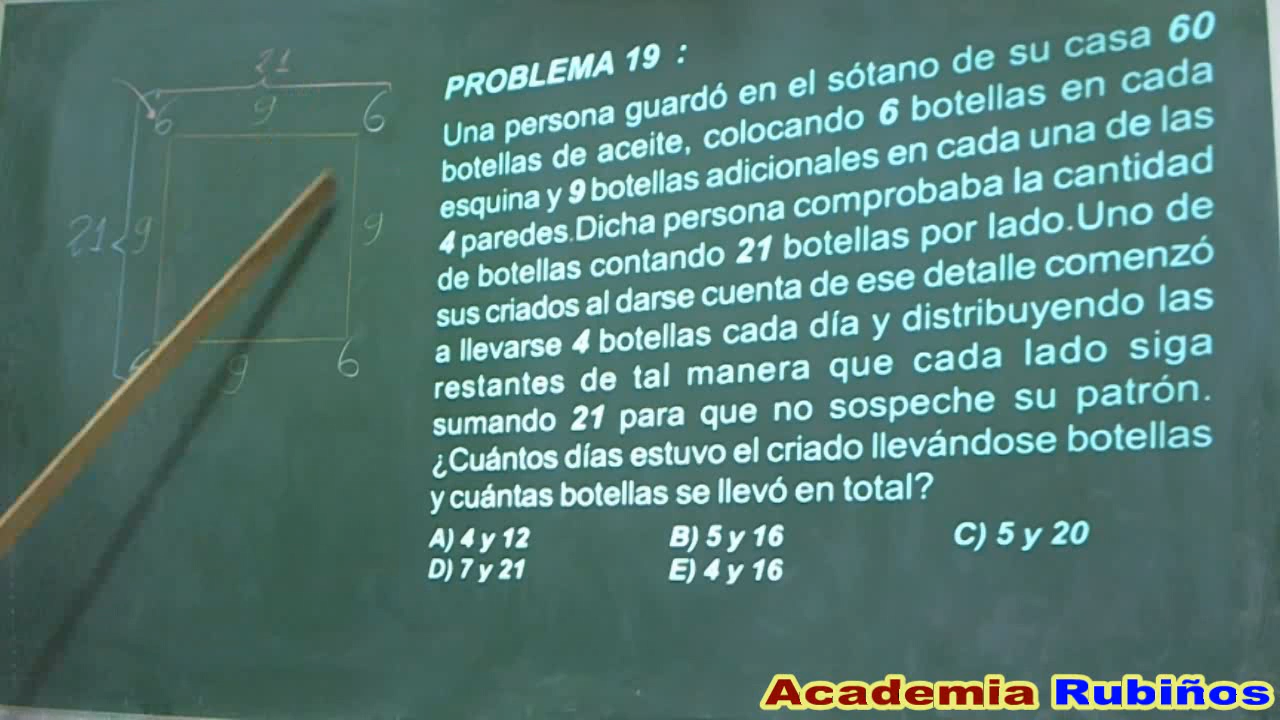 21
6 9 6
21 9 9
9 6
PROBLEMA 19 :
Una persona guardó en el sótano de su casa 60
botellas de aceite, colocando 6 botellas en cada
esquina y 9 botellas adicionales en cada una de las
4 paredes.Dicha persona comprobaba la cantidad
de botellas contando 21 botellas por lado.Uno de
sus criados al darse cuenta de ese detalle comenzó
a llevarse 4 botellas cada día y distribuyendo las
restantes de tal manera que cada lado siga
sumando 21 para que no sospeche su patrón.
¿Cuántos días estuvo el criado llevándose botellas
y cuántas botellas se llevó en total?
A) 4 y 12 B) 5 y 16 C) 5 y 20
D) 7 y 21 E) 4 y 16
Academia Rubiños